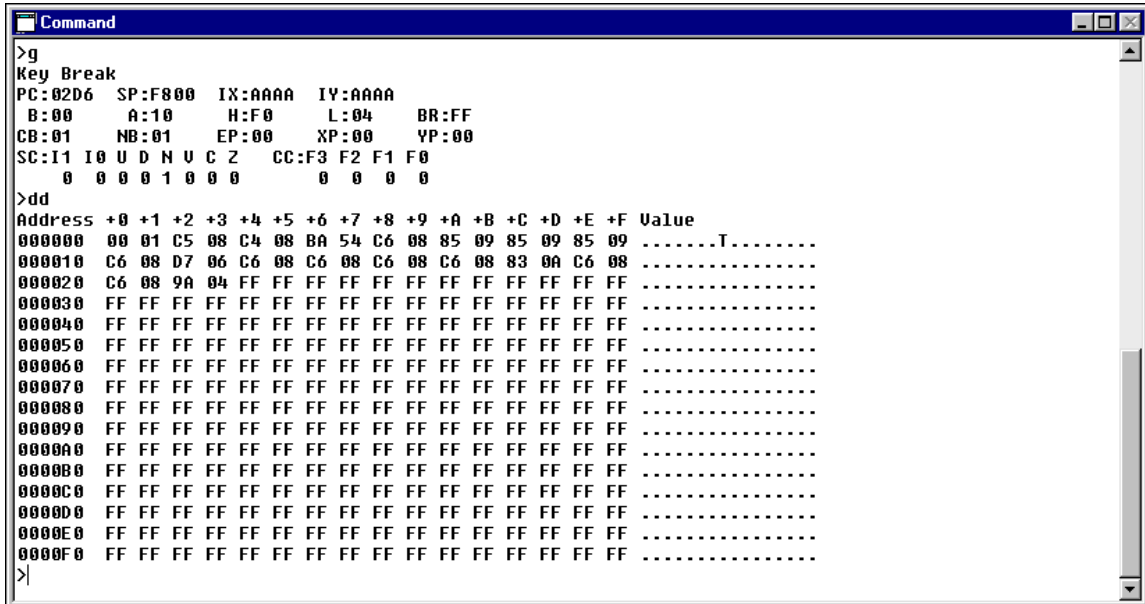 Command
>g
Key Break
PC:02D6 SP:F800 IX:AAAA IY:AAAA
B:00 A:10 H:F0 L:04 BR:FF
CB:01 NB:01 EP:00 XP:00 YP:00
SC:I1 I0 U D N V C Z CC:F3 F2 F1 F0
0 0 0 0 1 0 0 0 0 0 0 0
>dd
Address +0 +1 +2 +3 +4 +5 +6 +7 +8 +9 +A +B +C +D +E +F Value
000000 00 01 C5 08 C4 08 BA 54 C6 08 85 09 85 09 85 09 .......T........
000010 C6 08 D7 06 C6 08 C6 08 C6 08 C6 08 83 0A C6 08 ................
000020 C6 08 9A 04 FF FF FF FF FF FF FF FF FF FF FF FF ................
000030 FF FF FF FF FF FF FF FF FF FF FF FF FF FF FF FF ................
000040 FF FF FF FF FF FF FF FF FF FF FF FF FF FF FF FF ................
000050 FF FF FF FF FF FF FF FF FF FF FF FF FF FF FF FF ................
000060 FF FF FF FF FF FF FF FF FF FF FF FF FF FF FF FF ................
000070 FF FF FF FF FF FF FF FF FF FF FF FF FF FF FF FF ................
000080 FF FF FF FF FF FF FF FF FF FF FF FF FF FF FF FF ................
000090 FF FF FF FF FF FF FF FF FF FF FF FF FF FF FF FF ................
0000A0 FF FF FF FF FF FF FF FF FF FF FF FF FF FF FF FF ................
0000B0 FF FF FF FF FF FF FF FF FF FF FF FF FF FF FF FF ................
0000C0 FF FF FF FF FF FF FF FF FF FF FF FF FF FF FF FF ................
0000D0 FF FF FF FF FF FF FF FF FF FF FF FF FF FF FF FF ................
0000E0 FF FF FF FF FF FF FF FF FF FF FF FF FF FF FF FF ................
0000F0 FF FF FF FF FF FF FF FF FF FF FF FF FF FF FF FF ................
>